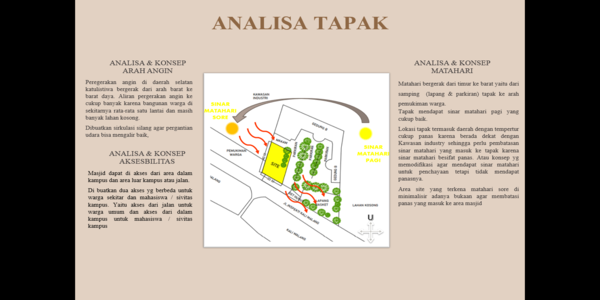 ANALISA TAPAK
ANALISA & KONSEP
ARAH ANGIN
Peregerakan angin di daerah selatan
katulistiwa bergerak dari arah barat ke
barat daya. Aliran pergerakan angin ke
cukup banyak karena bangunan warga di
sekitarnya rata-rata satu lantai dan masih
banyak lahan kosong.
Dibuatkan sirkulasi silang agar pergantian
udara bisa mengalir baik,
ANALISA & KONSEP
AKSESBILITAS
Masjid dapat di akses dari area dalam
kampus dan area luar kampus atau jalan.
Di buatkan dua akses yg berbeda untuk
warga sekitar dan mahasiswa / sivitas
kampus. Yaitu akses dari jalan untuk
warga umum dan akses dari dalam
kampus untuk mahasiswa / sivitas
kampus
SINAR
MATAHARI
SORE
KAWASAN
INDUSTRI
PEMUKIMAN
WARGA
SITE
SINAR
MATAHARI
PAGI
LAHAN KOSONG
U
ANALISA & KONSEP
MATAHARI
Matahari bergerak dari timur ke barat yaitu dari
samping (lapang & parkiran) tapak ke arah
pemukiman warga.
Tapak mendapat sinar matahari pagi yang
cukup baik.
Lokasi tapak termasuk daerah dengan tempertur
cukup panas karena berada dekat dengan
Kawasan industry sehingga perlu pembatasan
sinar matahari yang masuk ke tapak karena
sinar matahari bersifat panas. Atau konsep yg
memodifikasi agar mendapat sinar matahari
untuk penchayaan tetapi tidak mendapat
panasnya.
Area site yang terkena matahari sore di
minimalisir adanya bukaan agar membatasi
panas yang masuk ke area masjid